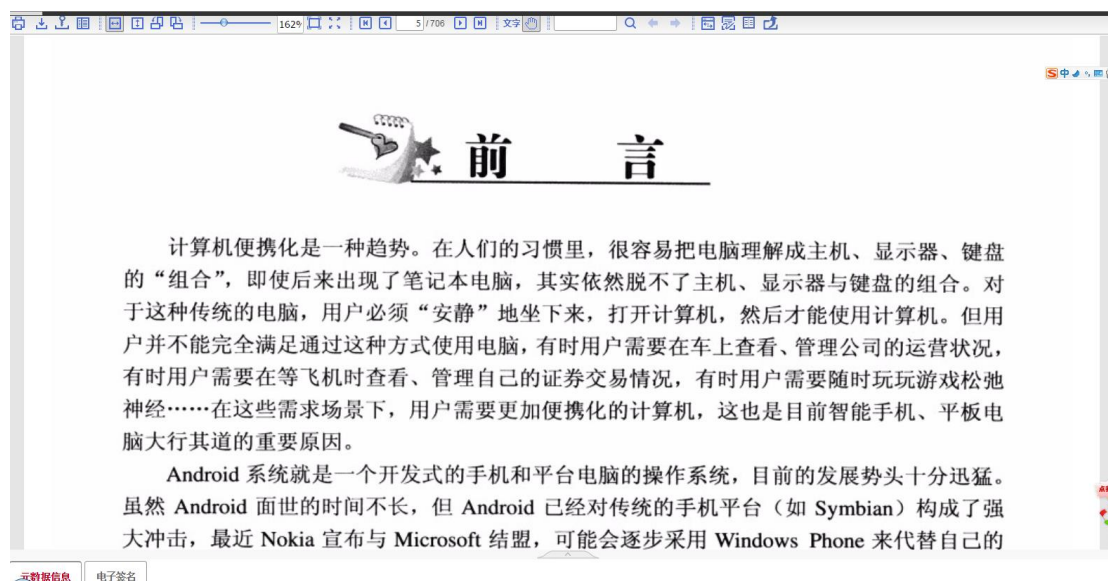 162%
5 /706
文字
中
前 言
计算机便携化是一种趋势。在人们的习惯里，很容易把电脑理解成主机、显示器、键盘
的“组合”，即使后来出现了笔记本电脑，其实依然脱不了主机、显示器与键盘的组合。对
于这种传统的电脑，用户必须“安静”地坐下来，打开计算机，然后才能使用计算机。但用
户并不能完全满足通过这种方式使用电脑，有时用户需要在车上查看、管理公司的运营状况，
有时用户需要在等飞机时查看、管理自己的证券交易情况，有时用户需要随时玩玩游戏松弛
神经……在这些需求场景下，用户需要更加便携化的计算机，这也是目前智能手机、平板电
脑大行其道的重要原因。
Android 系统就是一个开发式的手机和平台电脑的操作系统，目前的发展势头十分迅猛。
虽然 Android 面世的时间不长，但 Android 已经对传统的手机平台（如 Symbian）构成了强
大冲击，最近 Nokia 宣布与 Microsoft 结盟，可能会逐步采用 Windows Phone 来代替自己的
元数据信息
电子签名